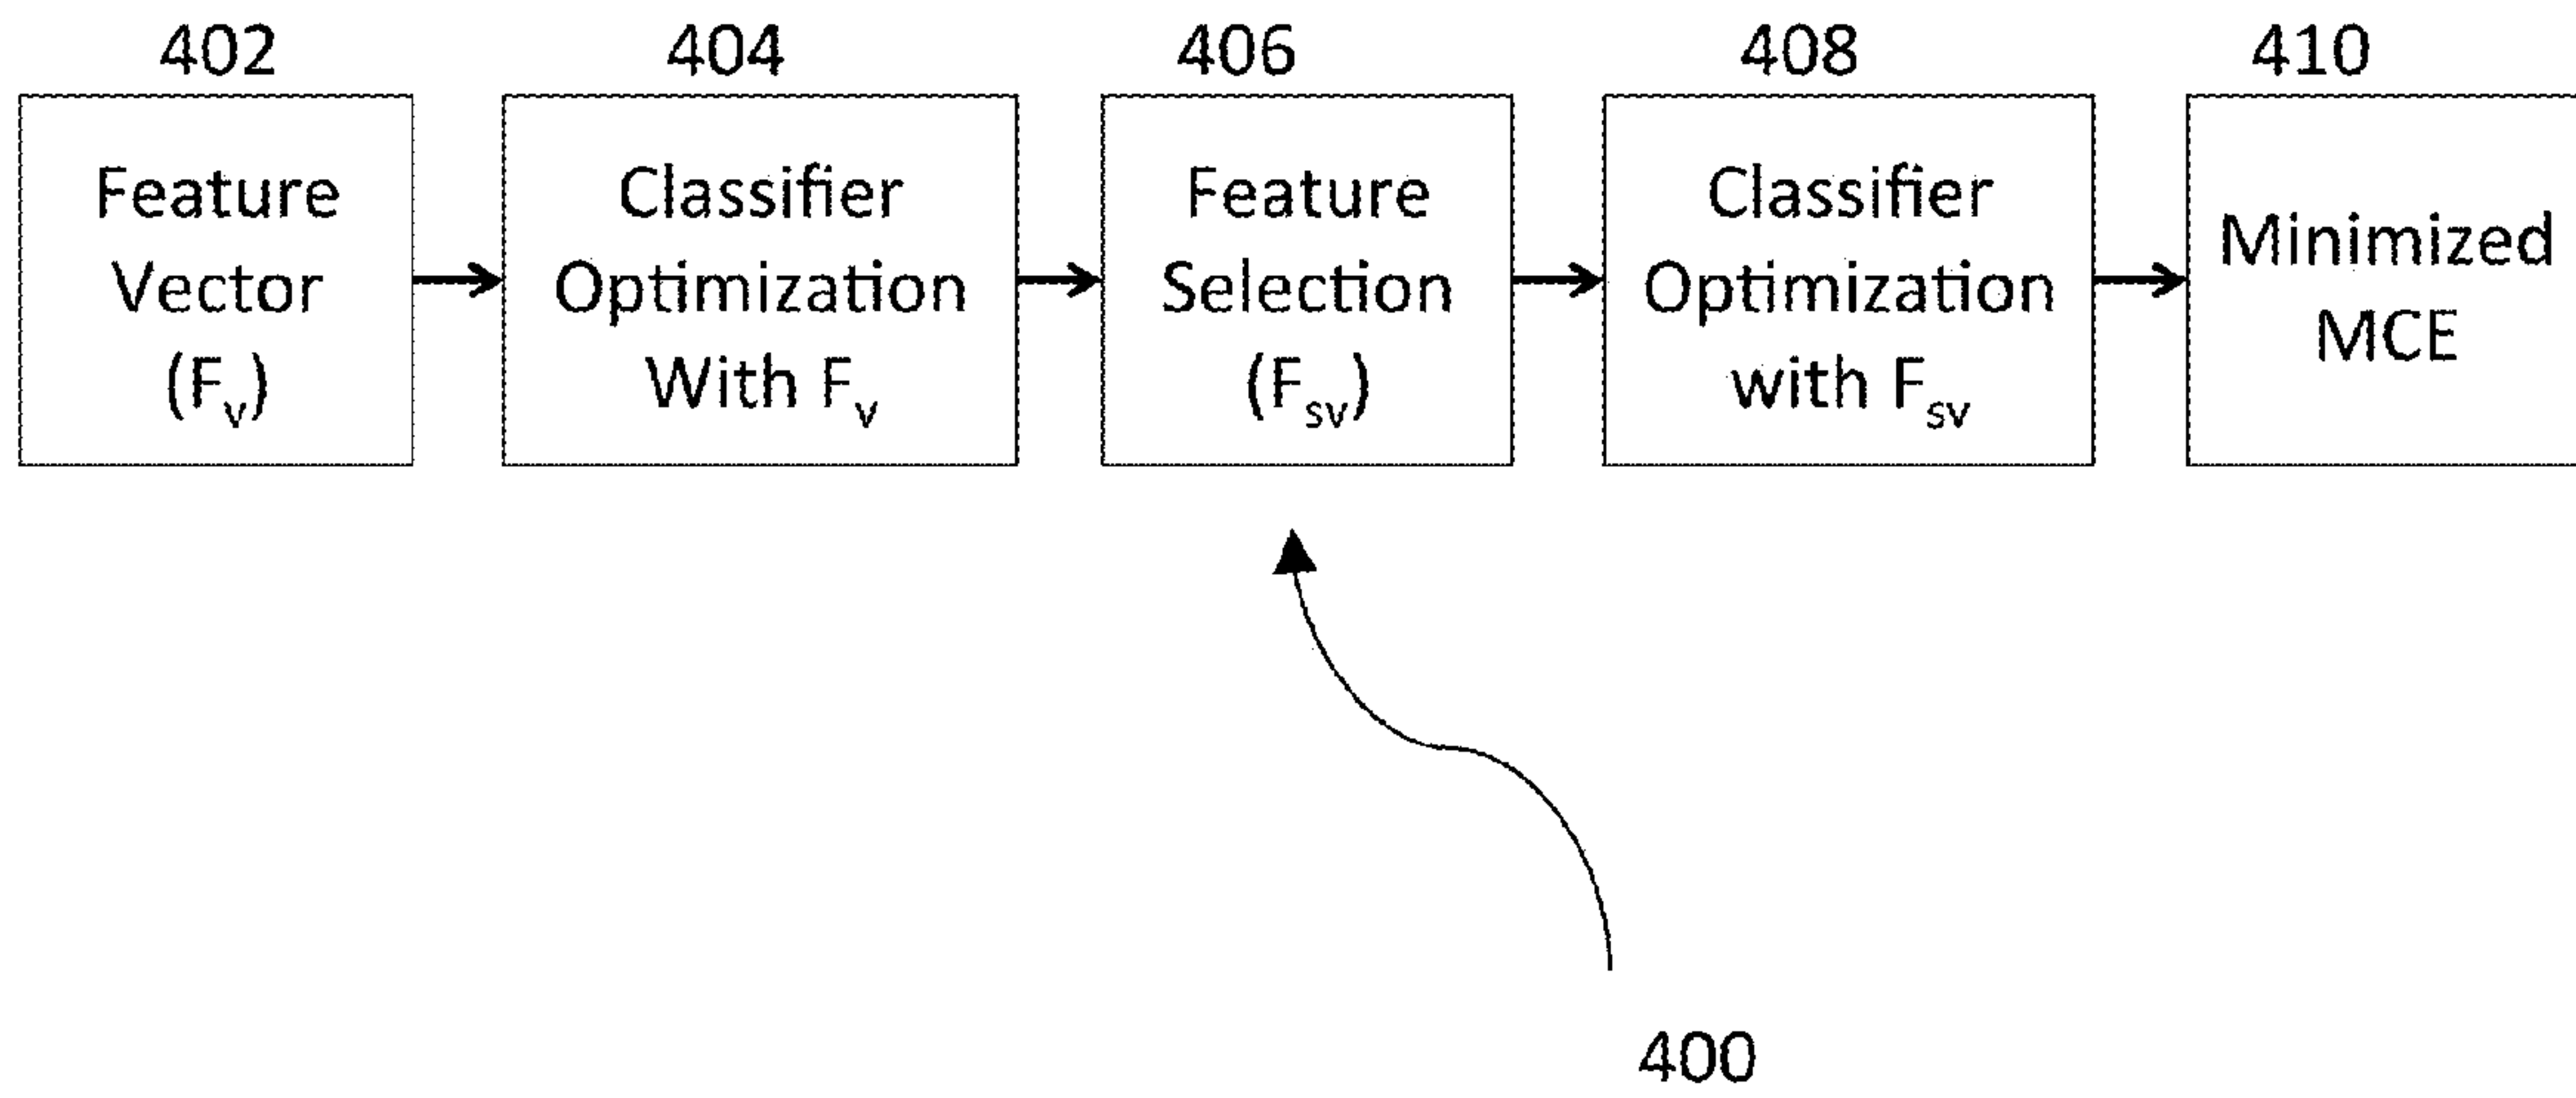 402
Feature
Vector
(Fv)
404
Classifier
Optimization
With Fv
406
Feature
Selection
(Fsv)
408
Classifier
Optimization
with Fsv
410
Minimized
MCE
400